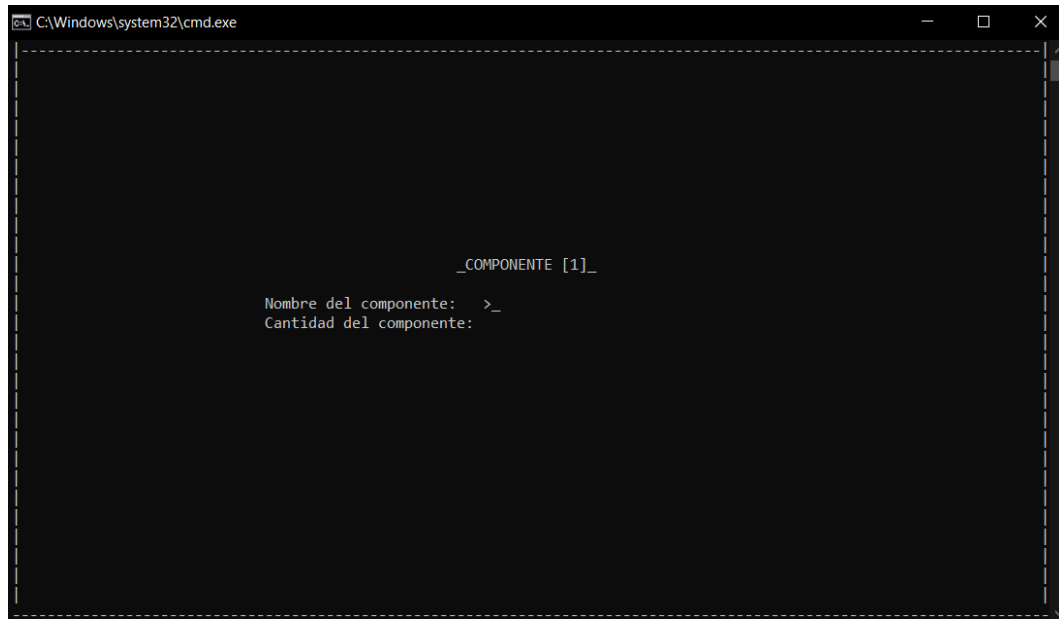 C:\Windows\system32\cmd.exe
_COMPONENTE [1]_
Nombre del componente: >_
Cantidad del componente: